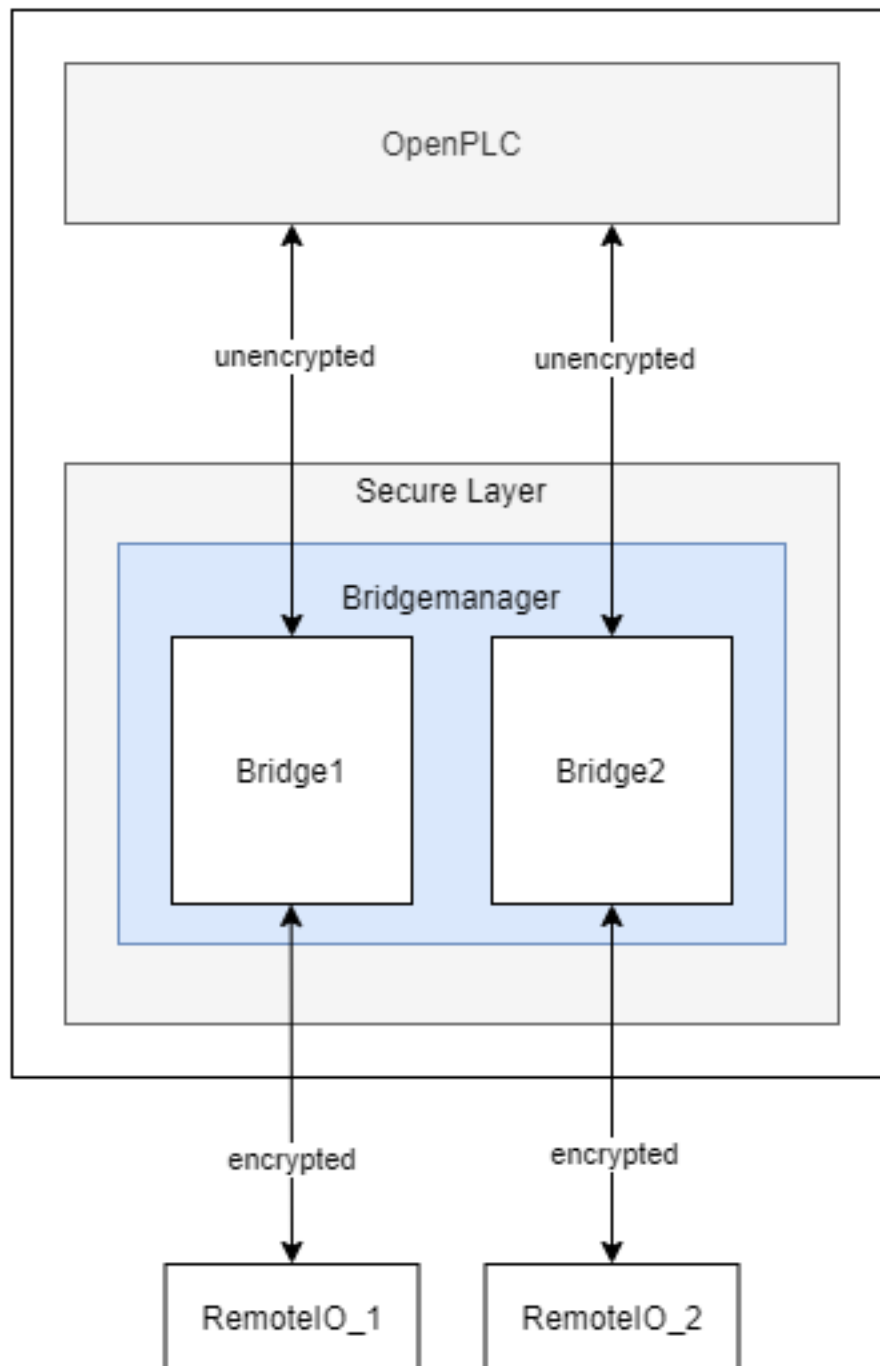 OpenPLC
unencrypted
unencrypted
Secure Layer
Bridgemanager
Bridge1
Bridge2
encrypted
encrypted
RemoteIO_1
RemoteIO_2